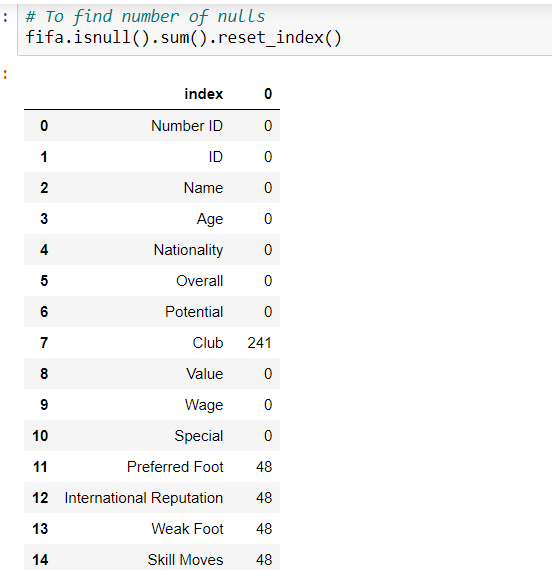 : # To find number of nulls
fifa.isnull().sum().reset_index()
:
index 0
0 Number ID 0
1 ID 0
2 Name 0
3 Age 0
4 Nationality 0
5 Overall 0
6 Potential 0
7 Club 241
8 Value 0
9 Wage 0
10 Special 0
11 Preferred Foot 48
12 International Reputation 48
13 Weak Foot 48
14 Skill Moves 48